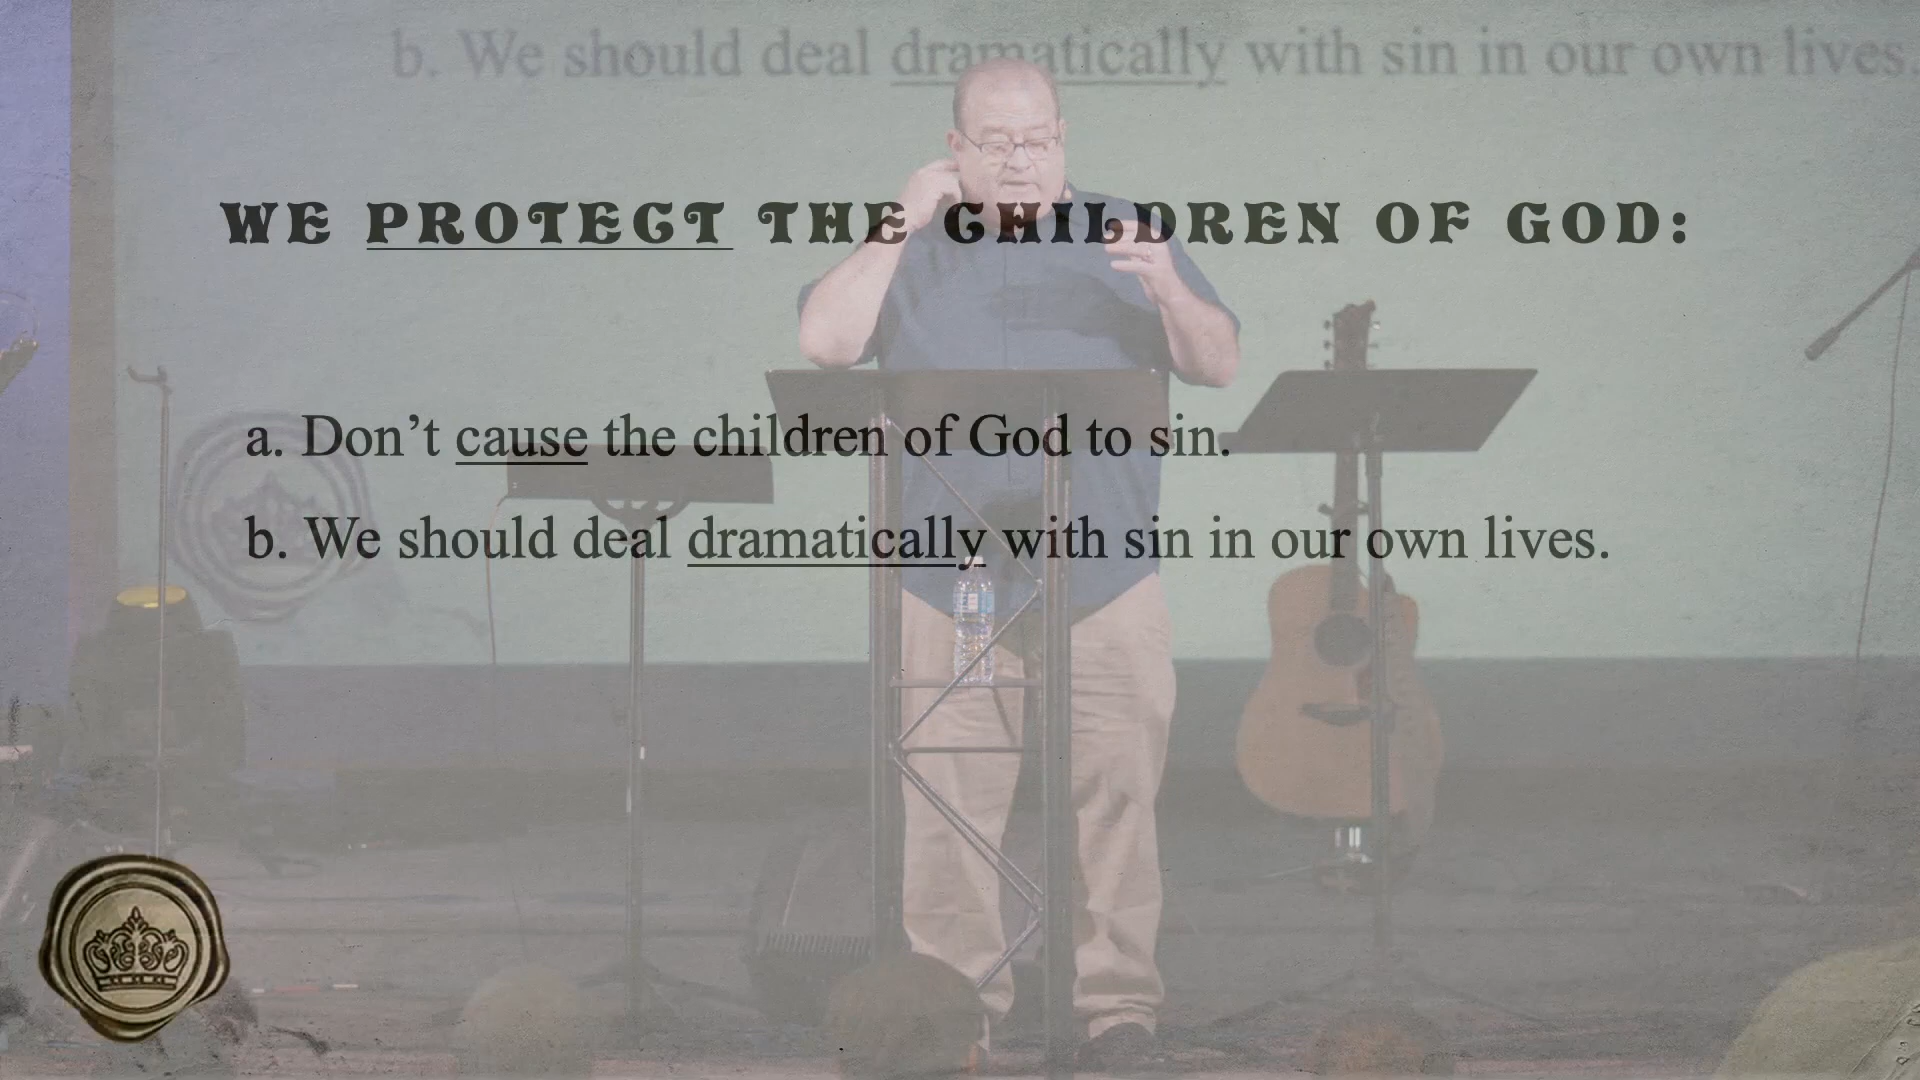 b. We should deal dramatically with sin in our own lives.
WE PROTECT THE CHILDREN OF GOD:
a. Don’t cause the children of God to sin.
b. We should deal dramatically with sin in our own lives.